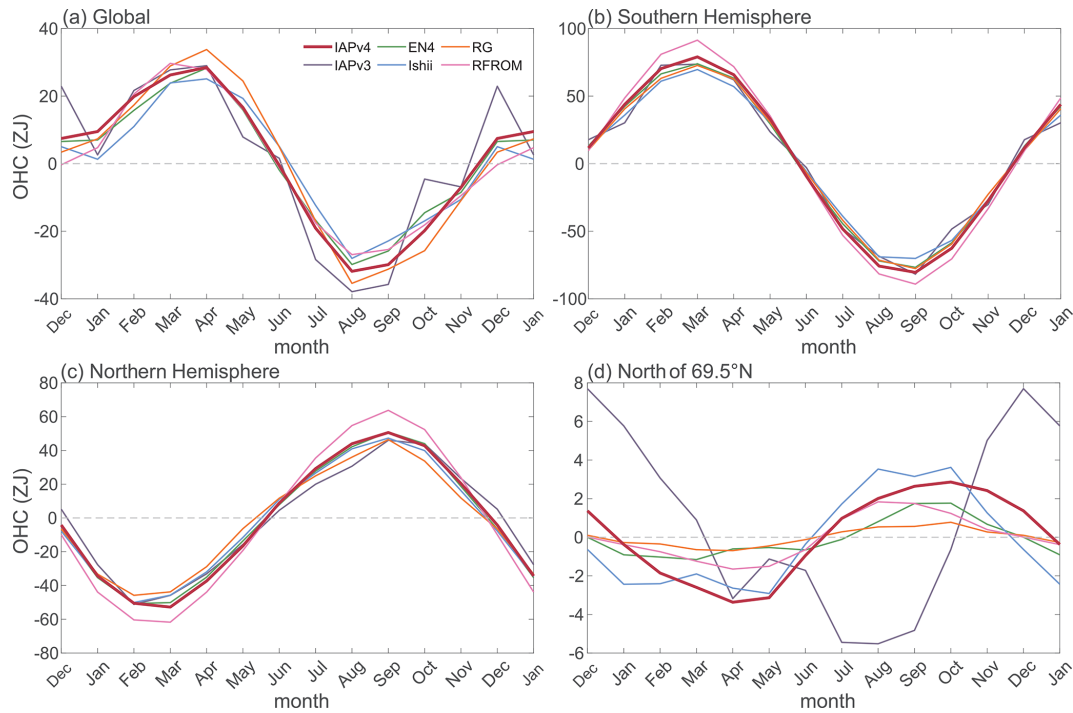 (a) Global
40
20
0
-20
-40
OHC (ZJ)
IAPv4
EN4
RG
IAPv3
Ishii
RFROM
Dec
Jan
Feb
Mar
Apr
May
Jun
Jul
Aug
Sep
Oct
Nov
Dec
Jan
month
(b) Southern Hemisphere
100
50
0
-50
-100
Dec
Jan
Feb
Mar
Apr
May
Jun
Jul
Aug
Sep
Oct
Nov
Dec
Jan
month
(c) Northern Hemisphere
80
60
40
20
0
-20
-40
-60
-80
OHC (ZJ)
Dec
Jan
Feb
Mar
Apr
May
Jun
Jul
Aug
Sep
Oct
Nov
Dec
Jan
month
(d) North of 69.5°N
8
6
4
2
0
-2
-4
-6
Dec
Jan
Feb
Mar
Apr
May
Jun
Jul
Aug
Sep
Oct
Nov
Dec
Jan
month